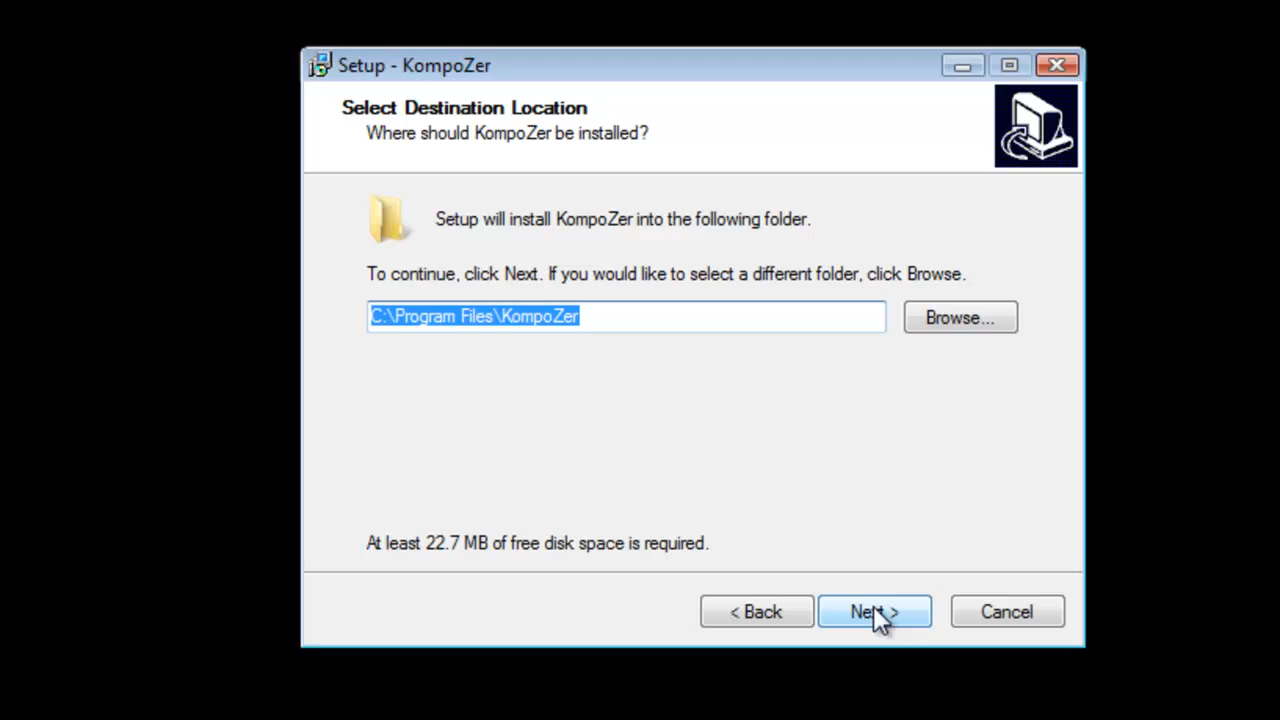 Setup - KompoZer
Select Destination Location
Where should KompoZer be installed?
Setup will install KompoZer into the following folder.
To continue, click Next. If you would like to select a different folder, click Browse.
C:\Program Files\KompoZer
Browse...
At least 22.7 MB of free disk space is required.
< Back
Next >
Cancel